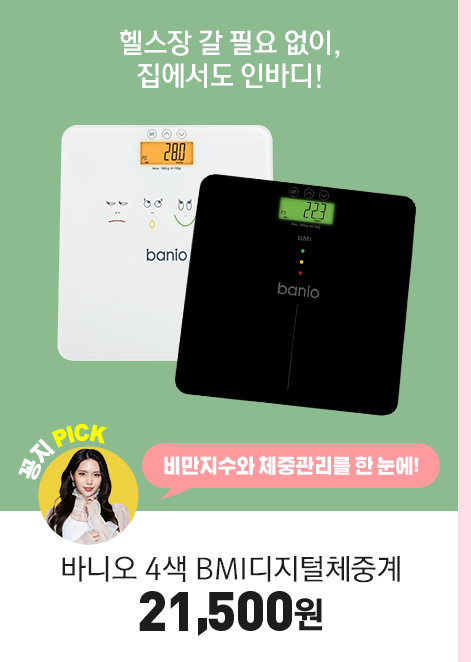 헬스장 갈 필요 없이,
집에서도 인바디!
SET
28.0
banio
SET
22.3
BMI
banio
꽁지 PICK
비만지수와 체중관리를 한 눈에!
바니오 4색 BMI디지털체중계
21,500원